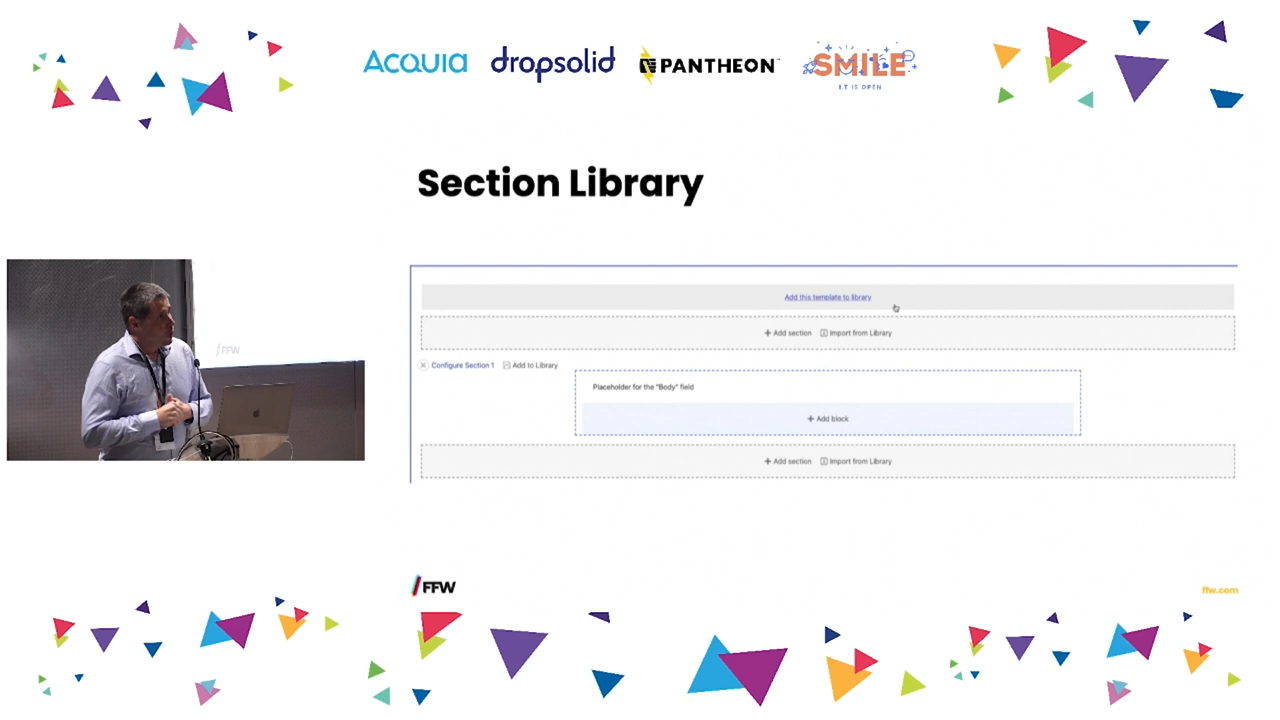 ACQUIA dropsolid PANTHEON SMILE
I.T IS OPEN
Section Library
Add this template to library
+ Add section Import from Library
Configure Section 1 Add to Library
Placeholder for the "Body" field
+ Add block
+ Add section Import from Library
/FFW
/FFW
ffw.com